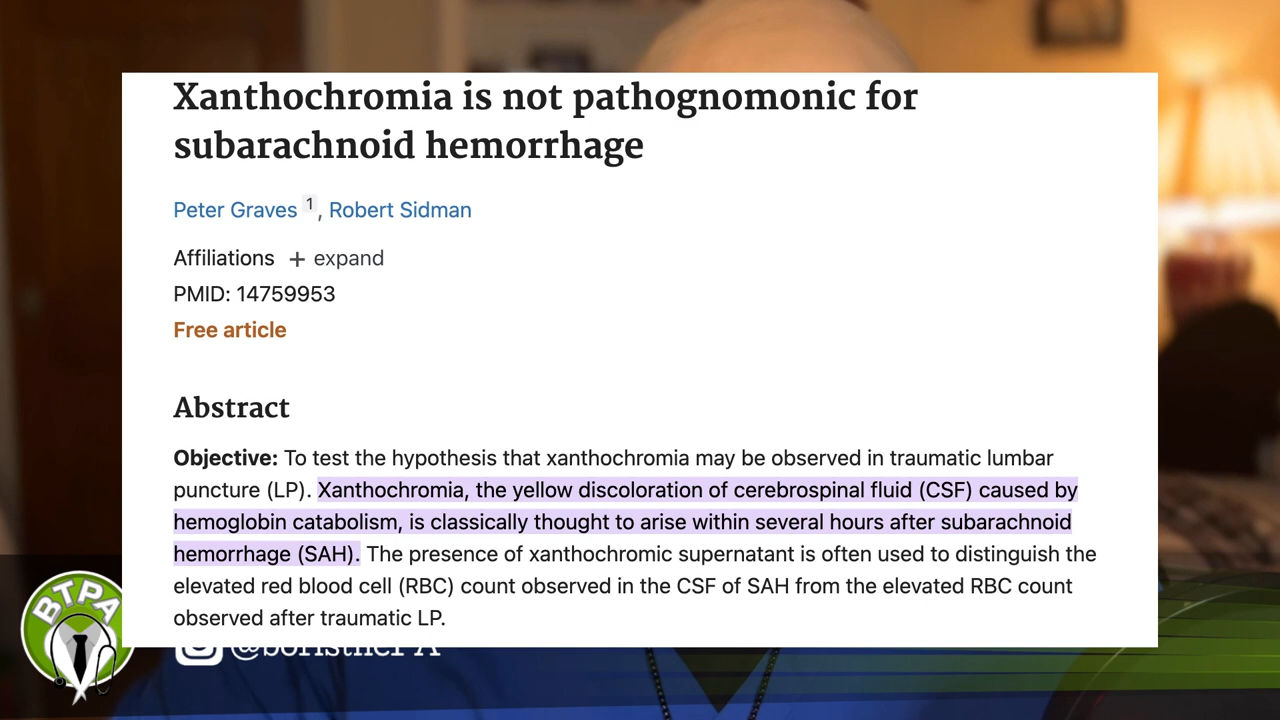 Xanthochromia is not pathognomonic for
subarachnoid hemorrhage
Peter Graves 1, Robert Sidman
Affiliations + expand
PMID: 14759953
Free article
Abstract
Objective: To test the hypothesis that xanthochromia may be observed in traumatic lumbar
puncture (LP). Xanthochromia, the yellow discoloration of cerebrospinal fluid (CSF) caused by
hemoglobin catabolism, is classically thought to arise within several hours after subarachnoid
hemorrhage (SAH). The presence of xanthochromic supernatant is often used to distinguish the
elevated red blood cell (RBC) count observed in the CSF of SAH from the elevated RBC count
observed after traumatic LP.
BTPA